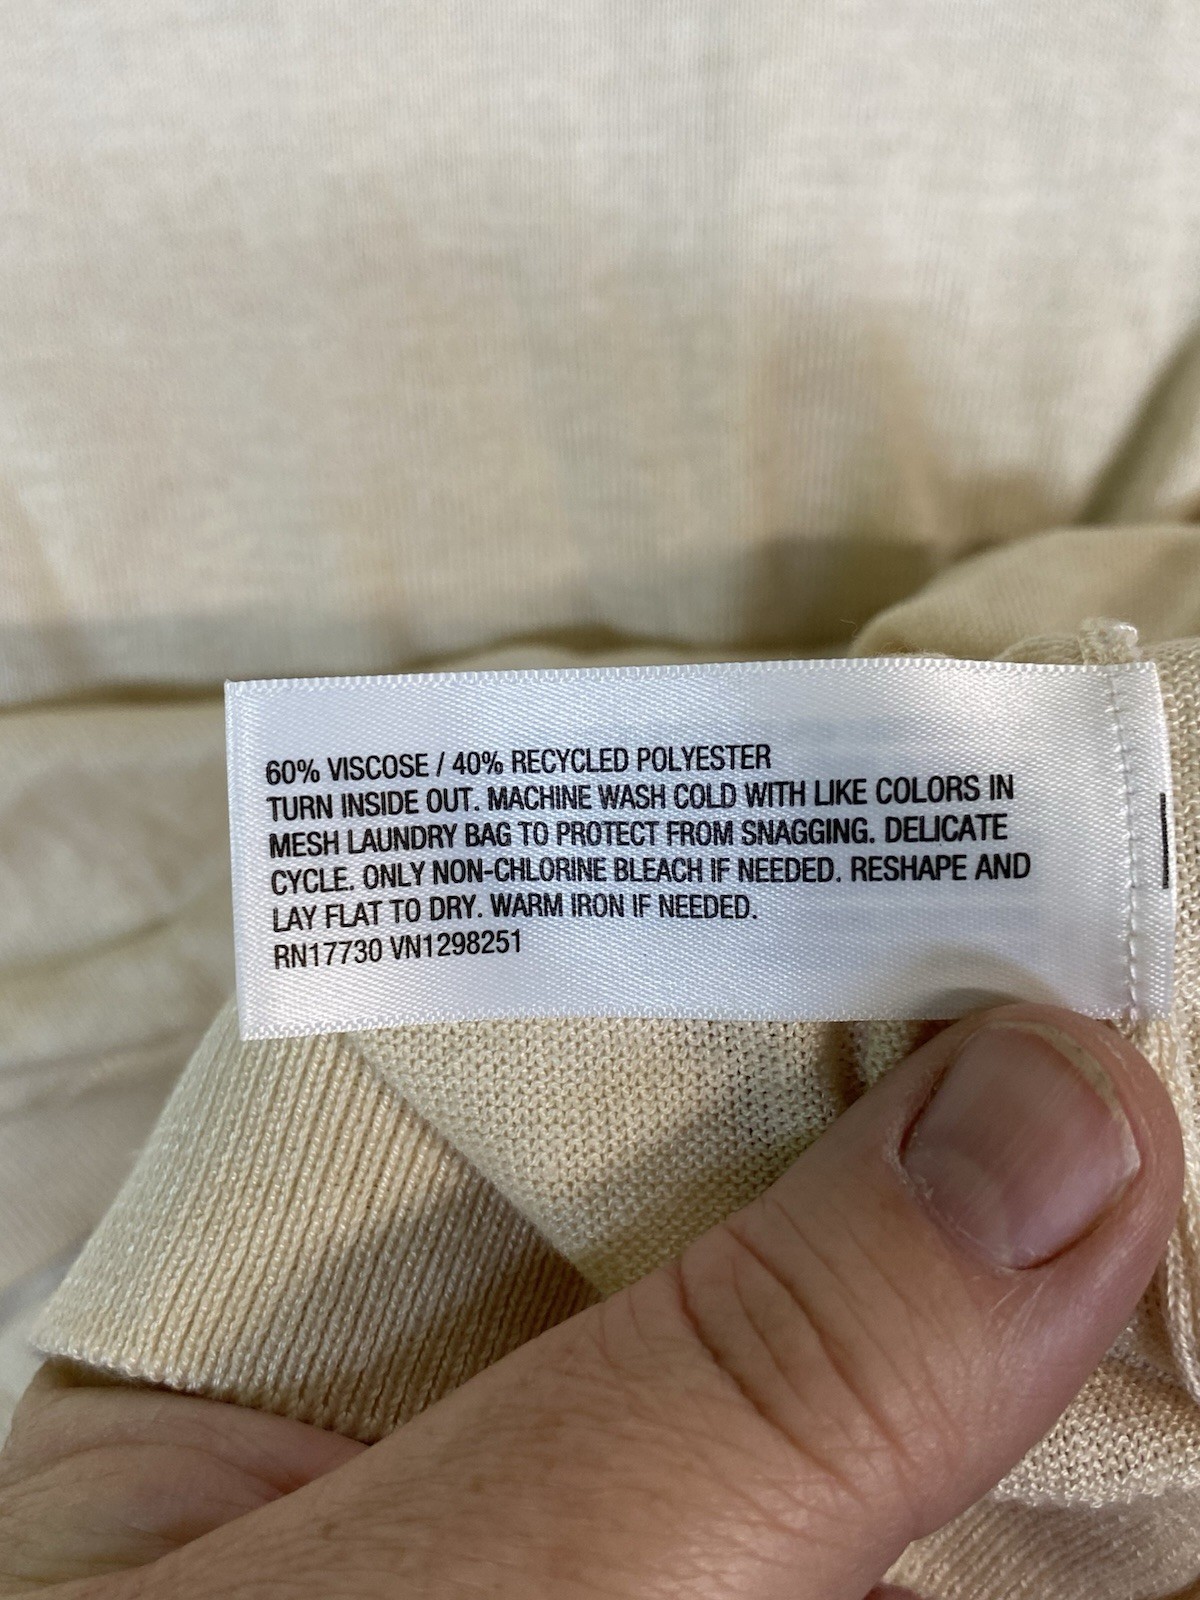 60% VISCOSE / 40% RECYCLED POLYESTER
TURN INSIDE OUT. MACHINE WASH COLD WITH LIKE COLORS IN
MESH LAUNDRY BAG TO PROTECT FROM SNAGGING. DELICATE
CYCLE. ONLY NON-CHLORINE BLEACH IF NEEDED. RESHAPE AND
LAY FLAT TO DRY. WARM IRON IF NEEDED.
RN17730 VN1298251